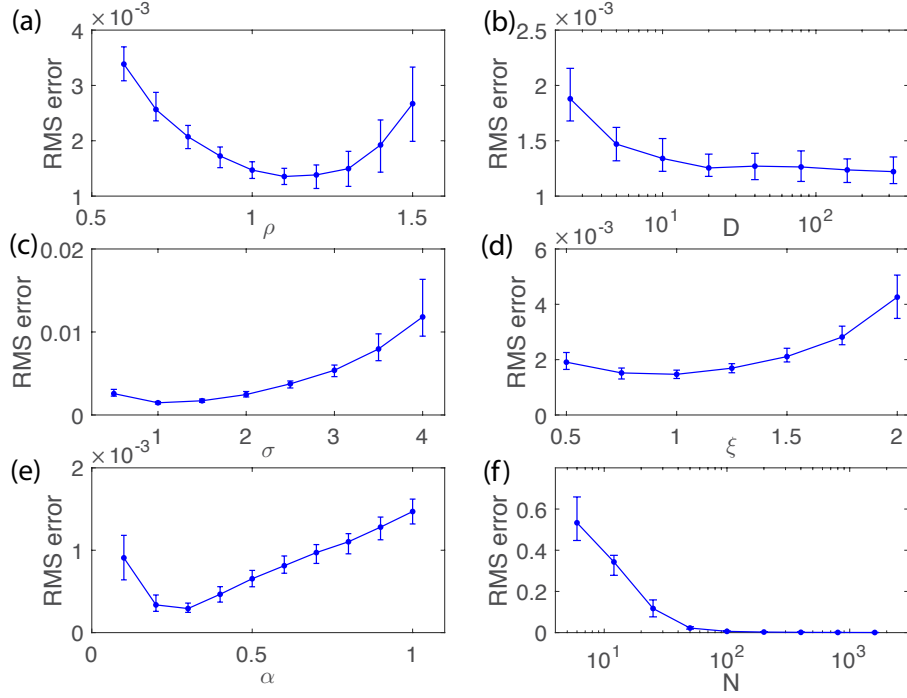 (a)
×10⁻³
RMS error
4
3
2
1
0.5
1
1.5
ρ
(b)
×10⁻³
RMS error
2.5
2
1.5
1
10¹
10²
D
(c)
RMS error
0.02
0.01
0
1
2
3
4
σ
(d)
×10⁻³
RMS error
6
4
2
0
0.5
1
1.5
2
ξ
(e)
×10⁻³
RMS error
2
1
0
0
0.5
1
α
(f)
RMS error
0.6
0.4
0.2
0
10¹
10²
10³
N